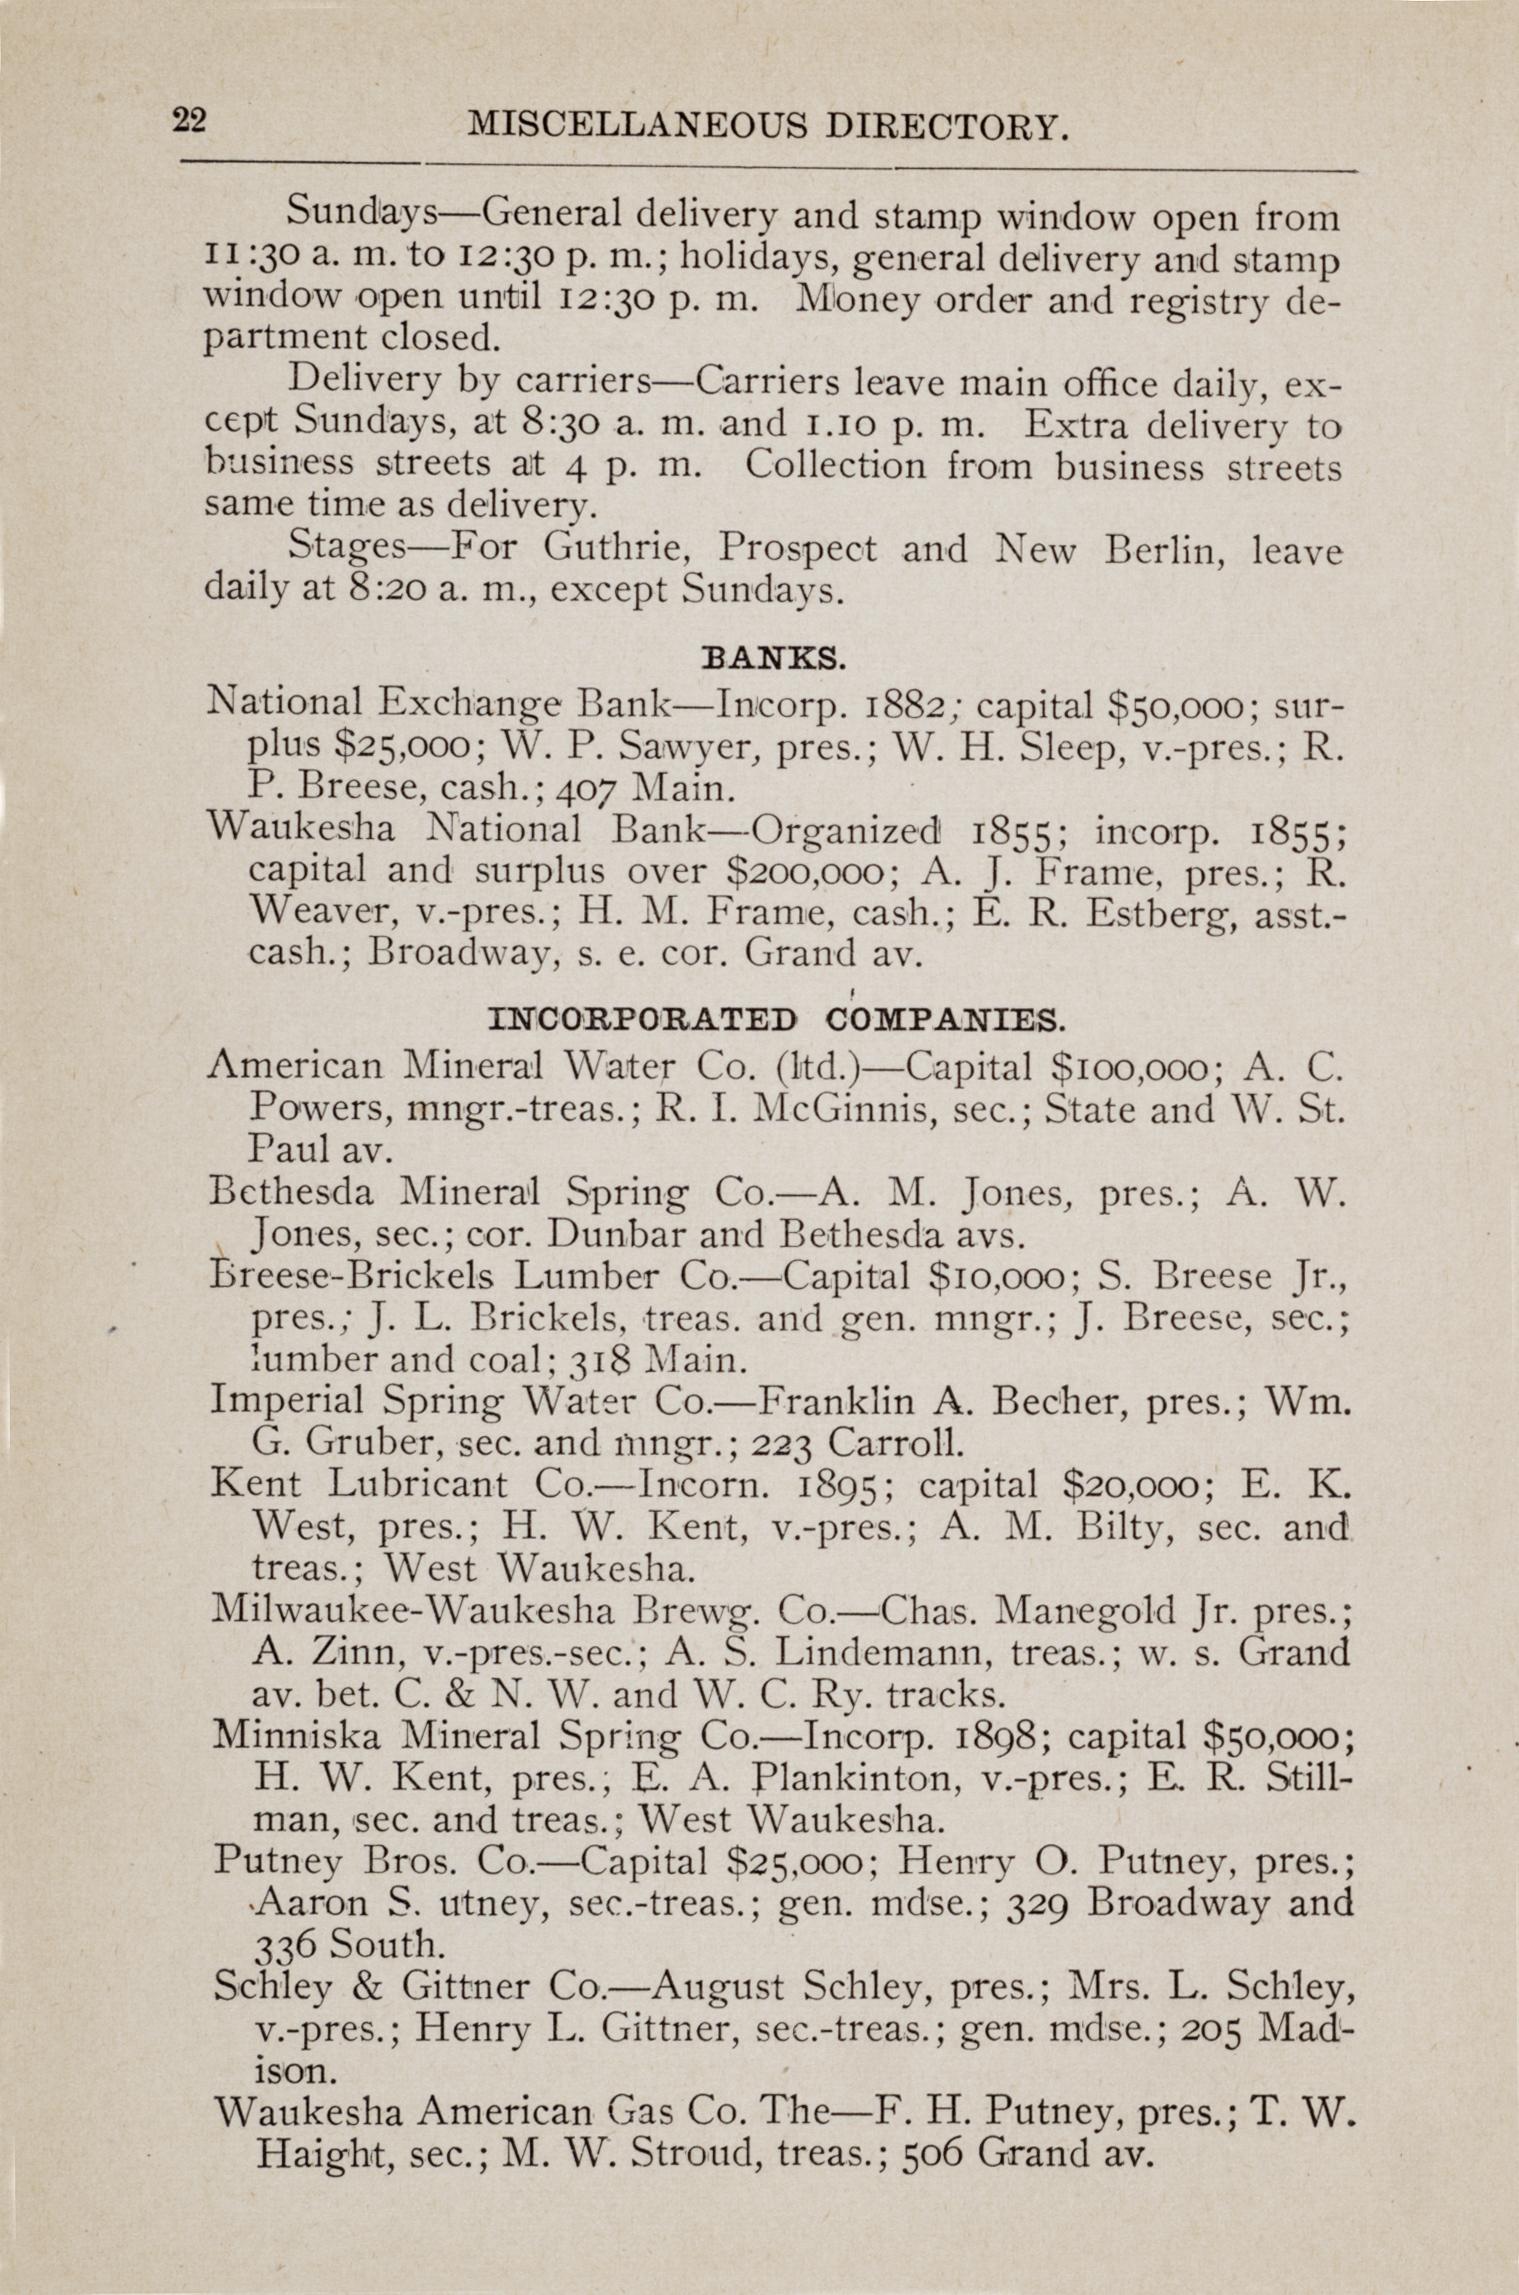 22 MISCELLANEOUS DIRECTORY.
Sundays—General delivery and stamp window open from
11:30 a. m. to 12:30 p. m.; holidays, general delivery and stamp
window open until 12:30 p. m. Money order and registry de-
partment closed.
Delivery by carriers—Carriers leave main office daily, ex-
cept Sundays, at 8:30 a. m. and 1.10 p. m. Extra delivery to
business streets at 4 p. m. Collection from business streets
same time as delivery.
Stages—For Guthrie, Prospect and New Berlin, leave
daily at 8:20 a. m., except Sundays.
BANKS.
National Exchange Bank—Incorp. 1882; capital $50,000; sur-
plus $25,000; W. P. Sawyer, pres.; W. H. Sleep, v.-pres.; R.
P. Breese, cash.; 407 Main.
Waukesha National Bank—Organized 1855; incorp. 1855;
capital and surplus over $200,000; A. J. Frame, pres.; R.
Weaver, v.-pres.; H. M. Frame, cash.; E. R. Estberg, asst.-
cash.; Broadway, s. e. cor. Grand av.
INCORPORATED COMPANIES.
American Mineral Water Co. (ltd.)—Capital $100,000; A. C.
Powers, mngr.-treas.; R. I. McGinnis, sec.; State and W. St.
Paul av.
Bethesda Mineral Spring Co.—A. M. Jones, pres.; A. W.
Jones, sec.; cor. Dunbar and Bethesda avs.
Breese-Brickels Lumber Co.—Capital $10,000; S. Breese Jr.,
pres.; J. L. Brickels, treas. and gen. mngr.; J. Breese, sec.;
lumber and coal; 318 Main.
Imperial Spring Water Co.—Franklin A. Becher, pres.; Wm.
G. Gruber, sec. and mngr.; 223 Carroll.
Kent Lubricant Co.—Incorn. 1895; capital $20,000; E. K.
West, pres.; H. W. Kent, v.-pres.; A. M. Bilty, sec. and
treas.; West Waukesha.
Milwaukee-Waukesha Brewg. Co.—Chas. Manegold Jr. pres.;
A. Zinn, v.-pres.-sec.; A. S. Lindemann, treas.; w. s. Grand
av. bet. C. & N. W. and W. C. Ry. tracks.
Minniska Mineral Spring Co.—Incorp. 1898; capital $50,000;
H. W. Kent, pres.; E. A. Plankinton, v.-pres.; E. R. Still-
man, sec. and treas.; West Waukesha.
Putney Bros. Co.—Capital $25,000; Henry O. Putney, pres.;
Aaron S. utney, sec.-treas.; gen. mdse.; 329 Broadway and
336 South.
Schley & Gittner Co.—August Schley, pres.; Mrs. L. Schley,
v.-pres.; Henry L. Gittner, sec.-treas.; gen. mdse.; 205 Mad-
ison.
Waukesha American Gas Co. The—F. H. Putney, pres.; T. W.
Haight, sec.; M. W. Stroud, treas.; 506 Grand av.